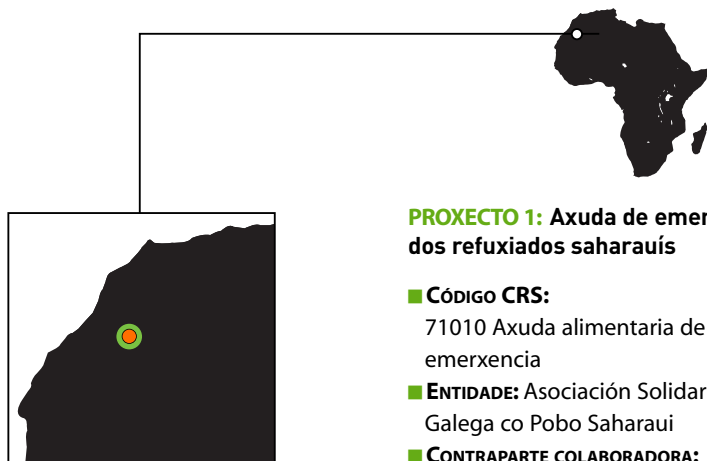 PROXECTO 1: Axuda de emer
dos refuxiados saharauís
CÓDIGO CRS:
71010 Axuda alimentaria de
emerxencia
ENTIDADE: Asociación Solidar
Galega co Pobo Saharaui
CONTRAPARTE COLABORADORA: